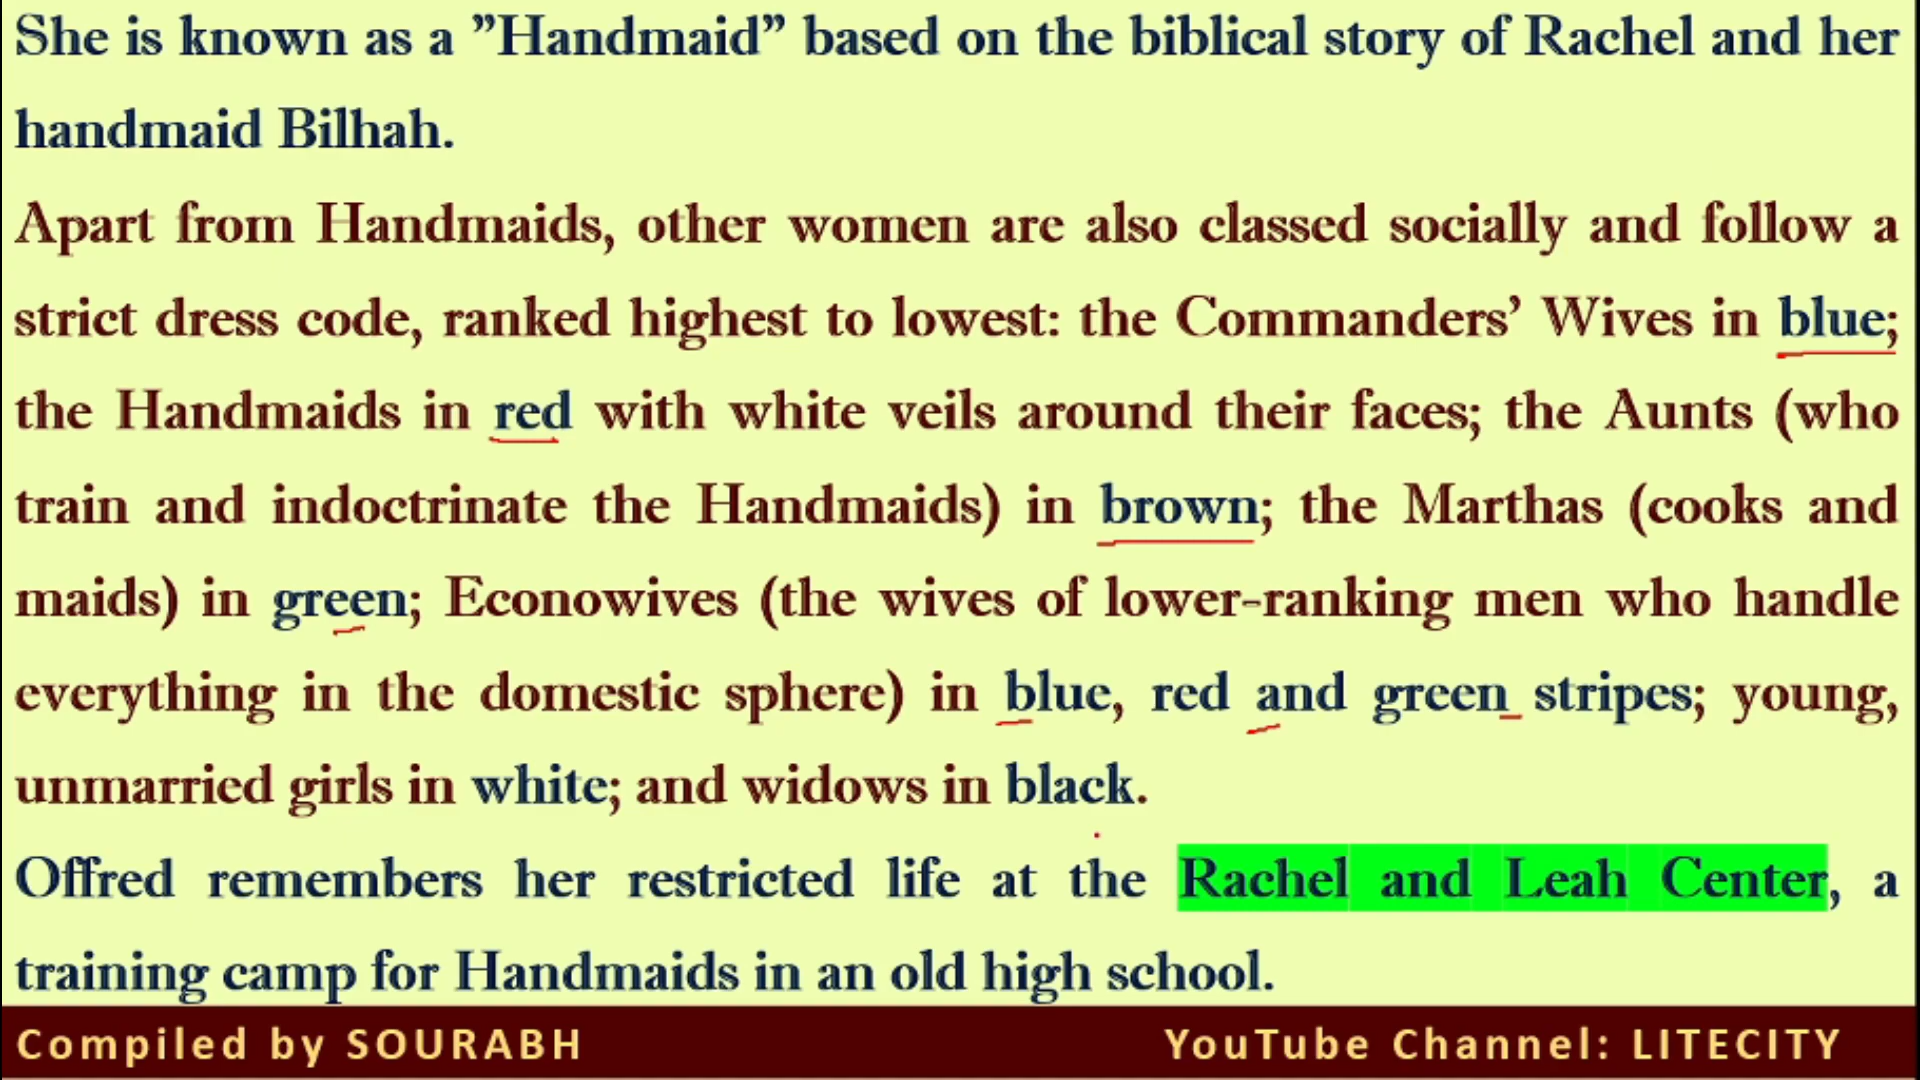 She is known as a ”Handmaid” based on the biblical story of Rachel and her
handmaid Bilhah.
Apart from Handmaids, other women are also classed socially and follow a
strict dress code, ranked highest to lowest: the Commanders’ Wives in blue;
the Handmaids in red with white veils around their faces; the Aunts (who
train and indoctrinate the Handmaids) in brown; the Marthas (cooks and
maids) in green; Econowives (the wives of lower-ranking men who handle
everything in the domestic sphere) in blue, red and green stripes; young,
unmarried girls in white; and widows in black.
Offred remembers her restricted life at the Rachel and Leah Center, a
training camp for Handmaids in an old high school.
Compiled by SOURABH YouTube Channel: LITECITY